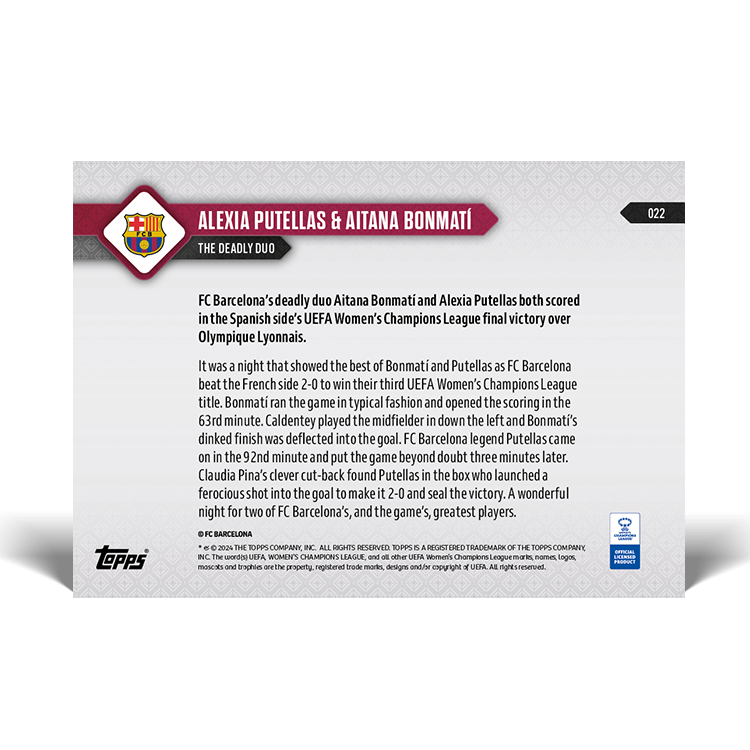 ALEXIA PUTELLAS & AITANA BONMATÍ
022
FCB
THE DEADLY DUO
FC Barcelona's deadly duo Aitana Bonmatí and Alexia Putellas both scored
in the Spanish side's UEFA Women's Champions League final victory over
Olympique Lyonnais.
It was a night that showed the best of Bonmatí and Putellas as FC Barcelona
beat the French side 2-0 to win their third UEFA Women's Champions League
title. Bonmatí ran the game in typical fashion and opened the scoring in the
63rd minute. Caldentey played the midfielder in down the left and Bonmatí's
dinked finish was deflected into the goal. FC Barcelona legend Putellas came
on in the 92nd minute and put the game beyond doubt three minutes later.
Claudia Pina's clever cut-back found Putellas in the box who launched a
ferocious shot into the goal to make it 2-0 and seal the victory. A wonderful
night for two of FC Barcelona's, and the game's, greatest players.
© FC BARCELONA
* & © 2024 THE TOPPS COMPANY, INC. ALL RIGHTS RESERVED. TOPPS IS A REGISTERED TRADEMARK OF THE TOPPS COMPANY,
INC. The word(s) UEFA, WOMEN'S CHAMPIONS LEAGUE, and all other UEFA Women's Champions League marks, names, logos,
mascots and trophies are the property, registered trade marks, designs and/or copyright of UEFA. All rights reserved.
Topps®
CHAMPIONS
LEAGUE
OFFICIAL
LICENSED
PRODUCT